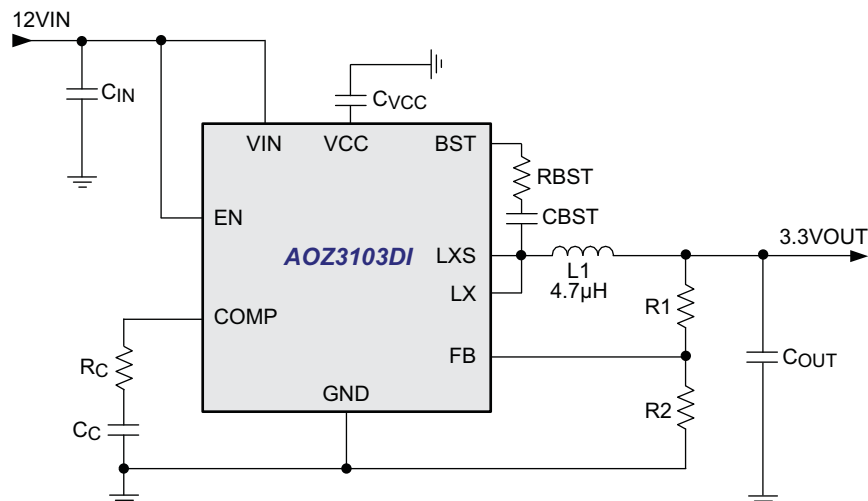 12VIN
CIN
CVCC
VIN
VCC
BST
RBST
CBST
EN
AOZ3103DI
LXS
LX
L1
4.7µH
3.3VOUT
COMP
R1
FB
RC
CC
GND
R2
COUT